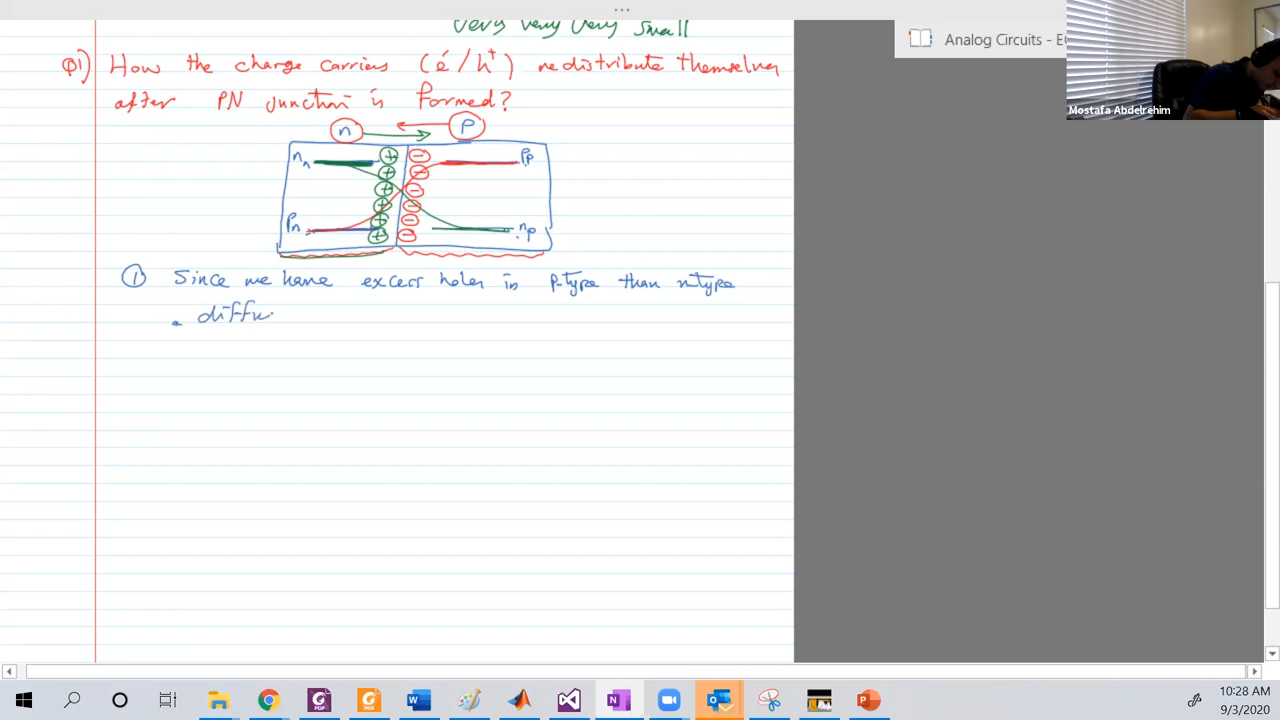 very very very small
Q1) How the charge carriers (é/h⁺) redistribute themselves
after PN junction is formed?
n p
nₙ + − Pₚ
+ −
+ −
+ −
+ −
Pₙ + − nₚ
① Since we have excess holes in p-type than n-type
. diffu
Analog Circuits - E
Mostafa Abdelrehim
10:28 AM
9/3/2020